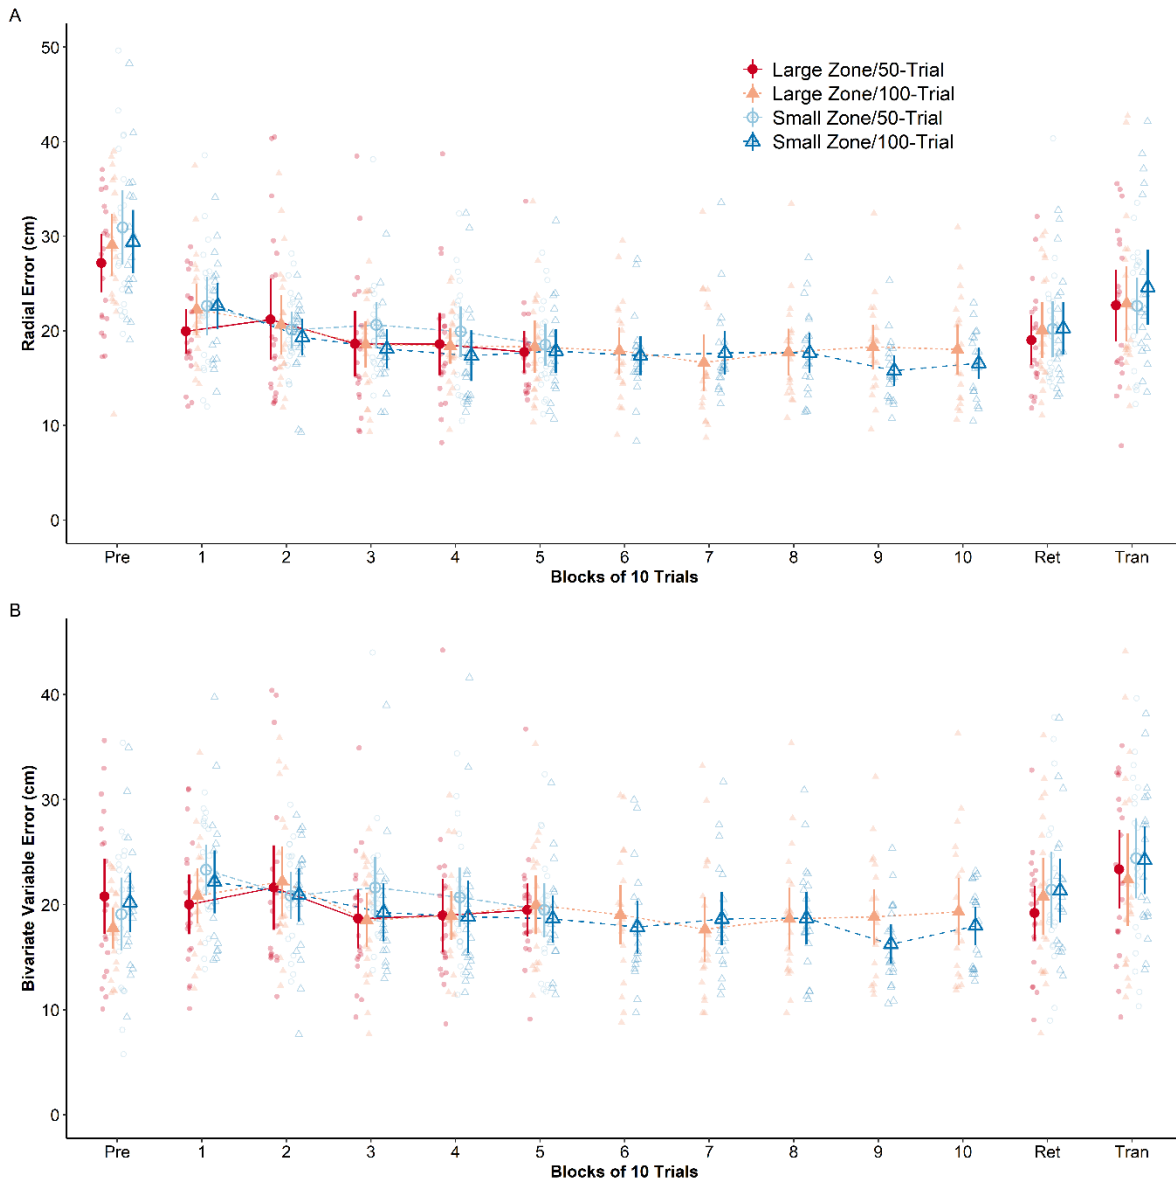 A
50
40
30
20
10
0
Radial Error (cm)
Large Zone/50-Trial
Large Zone/100-Trial
Small Zone/50-Trial
Small Zone/100-Trial
Pre 1 2 3 4 5 6 7 8 9 10 Ret Tran
Blocks of 10 Trials
B
40
30
20
10
0
Bivariate Variable Error (cm)
Pre 1 2 3 4 5 6 7 8 9 10 Ret Tran
Blocks of 10 Trials